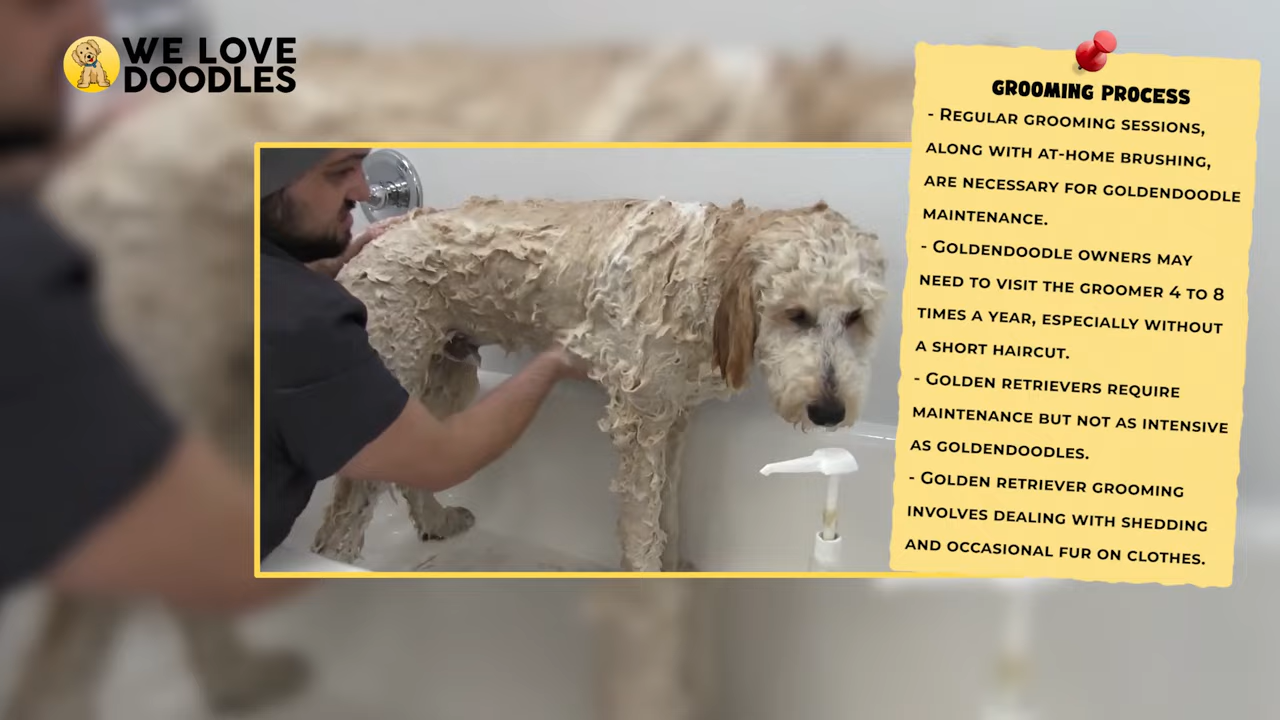 WE LOVE
DOODLES
GROOMING PROCESS
- REGULAR GROOMING SESSIONS,
ALONG WITH AT-HOME BRUSHING,
ARE NECESSARY FOR GOLDENDOODLE
MAINTENANCE.
- GOLDENDOODLE OWNERS MAY
NEED TO VISIT THE GROOMER 4 TO 8
TIMES A YEAR, ESPECIALLY WITHOUT
A SHORT HAIRCUT.
- GOLDEN RETRIEVERS REQUIRE
MAINTENANCE BUT NOT AS INTENSIVE
AS GOLDENDOODLES.
- GOLDEN RETRIEVER GROOMING
INVOLVES DEALING WITH SHEDDING
AND OCCASIONAL FUR ON CLOTHES.